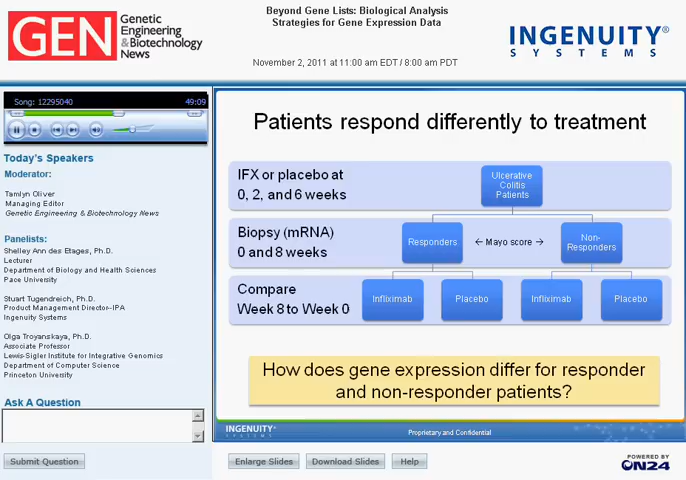 GEN Genetic
Engineering
& Biotechnology
News
Beyond Gene Lists: Biological Analysis
Strategies for Gene Expression Data
November 2, 2011 at 11:00 am EDT / 8:00 pm PDT
INGENUITY®
SYSTEMS
Song: 12295040 49:09
Today's Speakers
Moderator:
Tamlyn Oliver
Managing Editor
Genetic Engineering & Biotechnology News
Panelists:
Shelley Ann des Etages, Ph.D.
Lecturer
Department of Biology and Health Sciences
Pace University
Stuart Tugendreich, Ph.D.
Product Management Director-IPA
Ingenuity Systems
Olga Troyanskaya, Ph.D.
Associate Professor
Lewis-Sigler Institute for Integrative Genomics
Department of Computer Science
Princeton University
Ask A Question
Submit Question
Patients respond differently to treatment
IFX or placebo at
0, 2, and 6 weeks
Ulcerative
Colitis
Patients
Biopsy (mRNA)
0 and 8 weeks
Responders
← Mayo score →
Non-
Responders
Compare
Week 8 to Week 0
Infliximab
Placebo
Infliximab
Placebo
How does gene expression differ for responder
and non-responder patients?
INGENUITY®
SYSTEMS
Proprietary and Confidential
Enlarge Slides
Download Slides
Help
POWERED BY
ON24